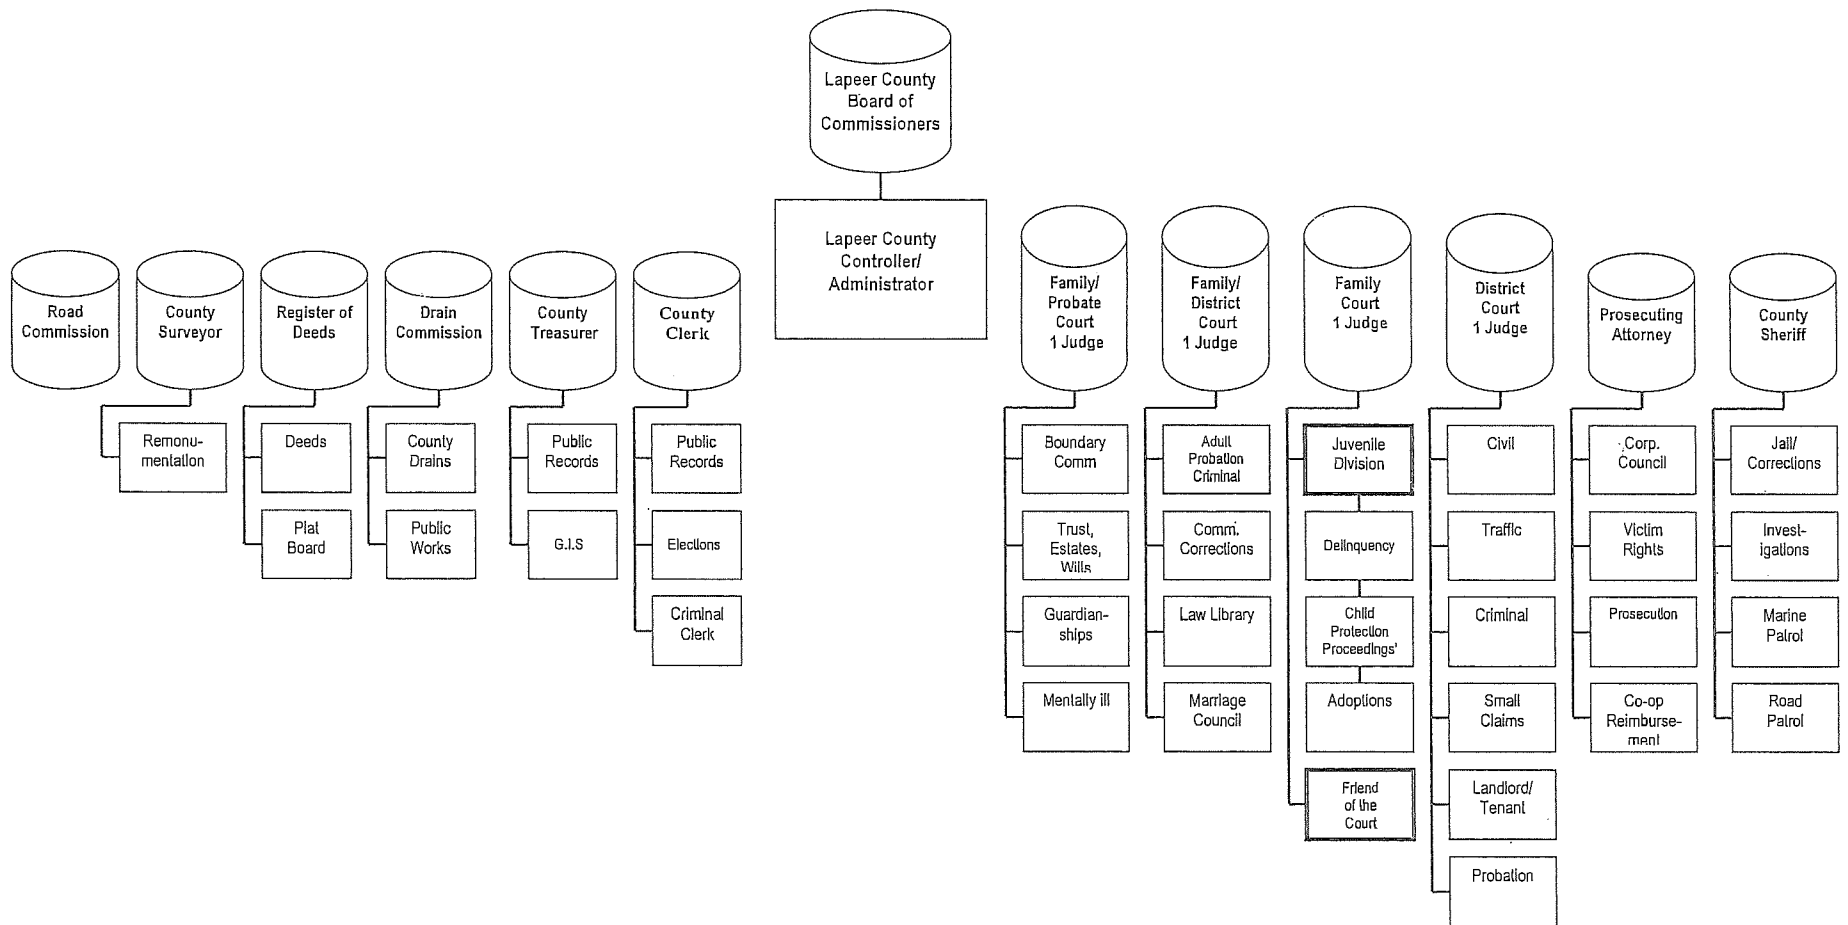 Lapeer County
Board of
Commissioners
Lapeer County
Controller/
Administrator
Road
Commission
County
Surveyor
Register of
Deeds
Drain
Commission
County
Treasurer
County
Clerk
Family/
Probate
Court
1 Judge
Family/
District
Court
1 Judge
Family
Court
1 Judge
District
Court
1 Judge
Prosecuting
Attorney
County
Sheriff
Remonu-
mentation
Deeds
Plat
Board
County
Drains
Public
Works
Public
Records
G.I.S
Public
Records
Elections
Criminal
Clerk
Boundary
Comm
Trust,
Estates,
Wills
Guardian-
ships
Mentally ill
Adult
Probation
Criminal
Comm.
Corrections
Law Library
Marriage
Council
Juvenile
Division
Delinquency
Child
Protection
Proceedings'
Adoptions
Friend
of the
Court
Civil
Traffic
Criminal
Small
Claims
Landlord/
Tenant
Probation
Corp.
Council
Victim
Rights
Prosecution
Co-op
Reimburse-
ment
Jail/
Corrections
Invest-
igations
Marine
Patrol
Road
Patrol